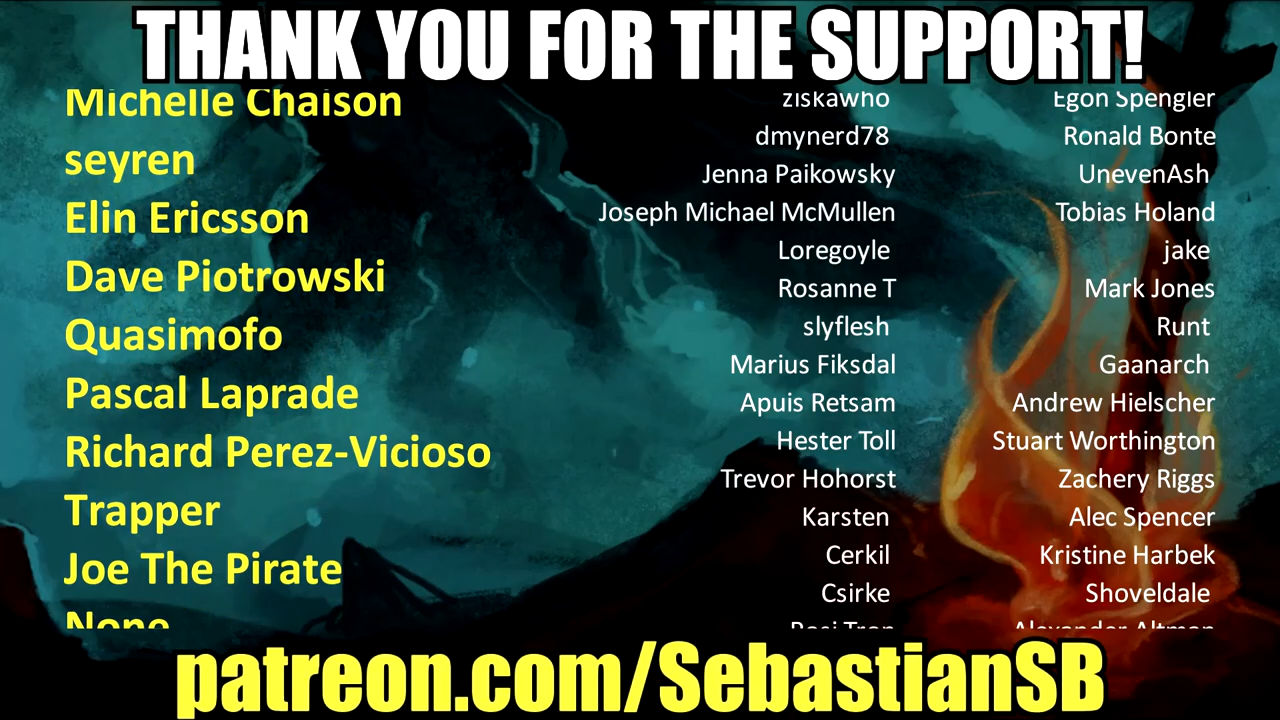 THANK YOU FOR THE SUPPORT!
Michelle Chaison
seyren
Elin Ericsson
Dave Piotrowski
Quasimofo
Pascal Laprade
Richard Perez-Vicioso
Trapper
Joe The Pirate
None
ziskawho
dmynerd78
Jenna Paikowsky
Joseph Michael McMullen
Loregoyle
Rosanne T
slyflesh
Marius Fiksdal
Apuis Retsam
Hester Toll
Trevor Hohorst
Karsten
Cerkil
Csirke
Egon Spengler
Ronald Bonte
UnevenAsh
Tobias Holand
jake
Mark Jones
Runt
Gaanarch
Andrew Hielscher
Stuart Worthington
Zachery Riggs
Alec Spencer
Kristine Harbek
Shoveldale
Alexander Altman
patreon.com/SebastianSB